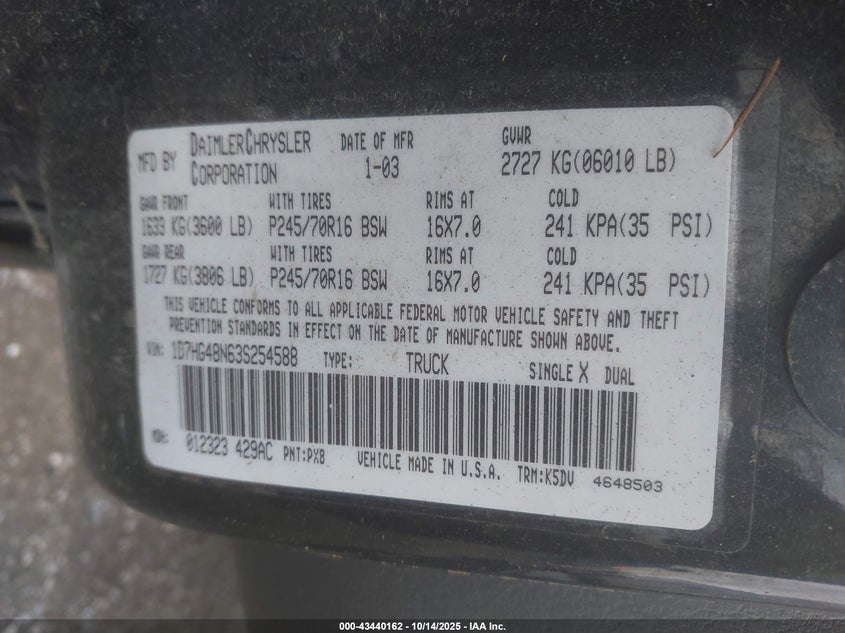 MFD BY DAIMLERCHRYSLER CORPORATION DATE OF MFR 1-03 GVWR 2727 KG(06010 LB)
GAWR FRONT WITH TIRES RIMS AT COLD
1633 KG(3600 LB) P245/70R16 BSW 16X7.0 241 KPA(35 PSI)
GAWR REAR WITH TIRES RIMS AT COLD
1727 KG(3806 LB) P245/70R16 BSW 16X7.0 241 KPA(35 PSI)
THIS VEHICLE CONFORMS TO ALL APPLICABLE FEDERAL MOTOR VEHICLE SAFETY AND THEFT
PREVENTION STANDARDS IN EFFECT ON THE DATE OF MANUFACTURE SHOWN ABOVE.
VIN: 1D7HG48N63S254588 TYPE: TRUCK SINGLE X DUAL
MDH: 012323 429AC PNT:PX8 VEHICLE MADE IN U.S.A. TRM:K5DV 4648503
000-43440162 - 10/14/2025 - IAA Inc.